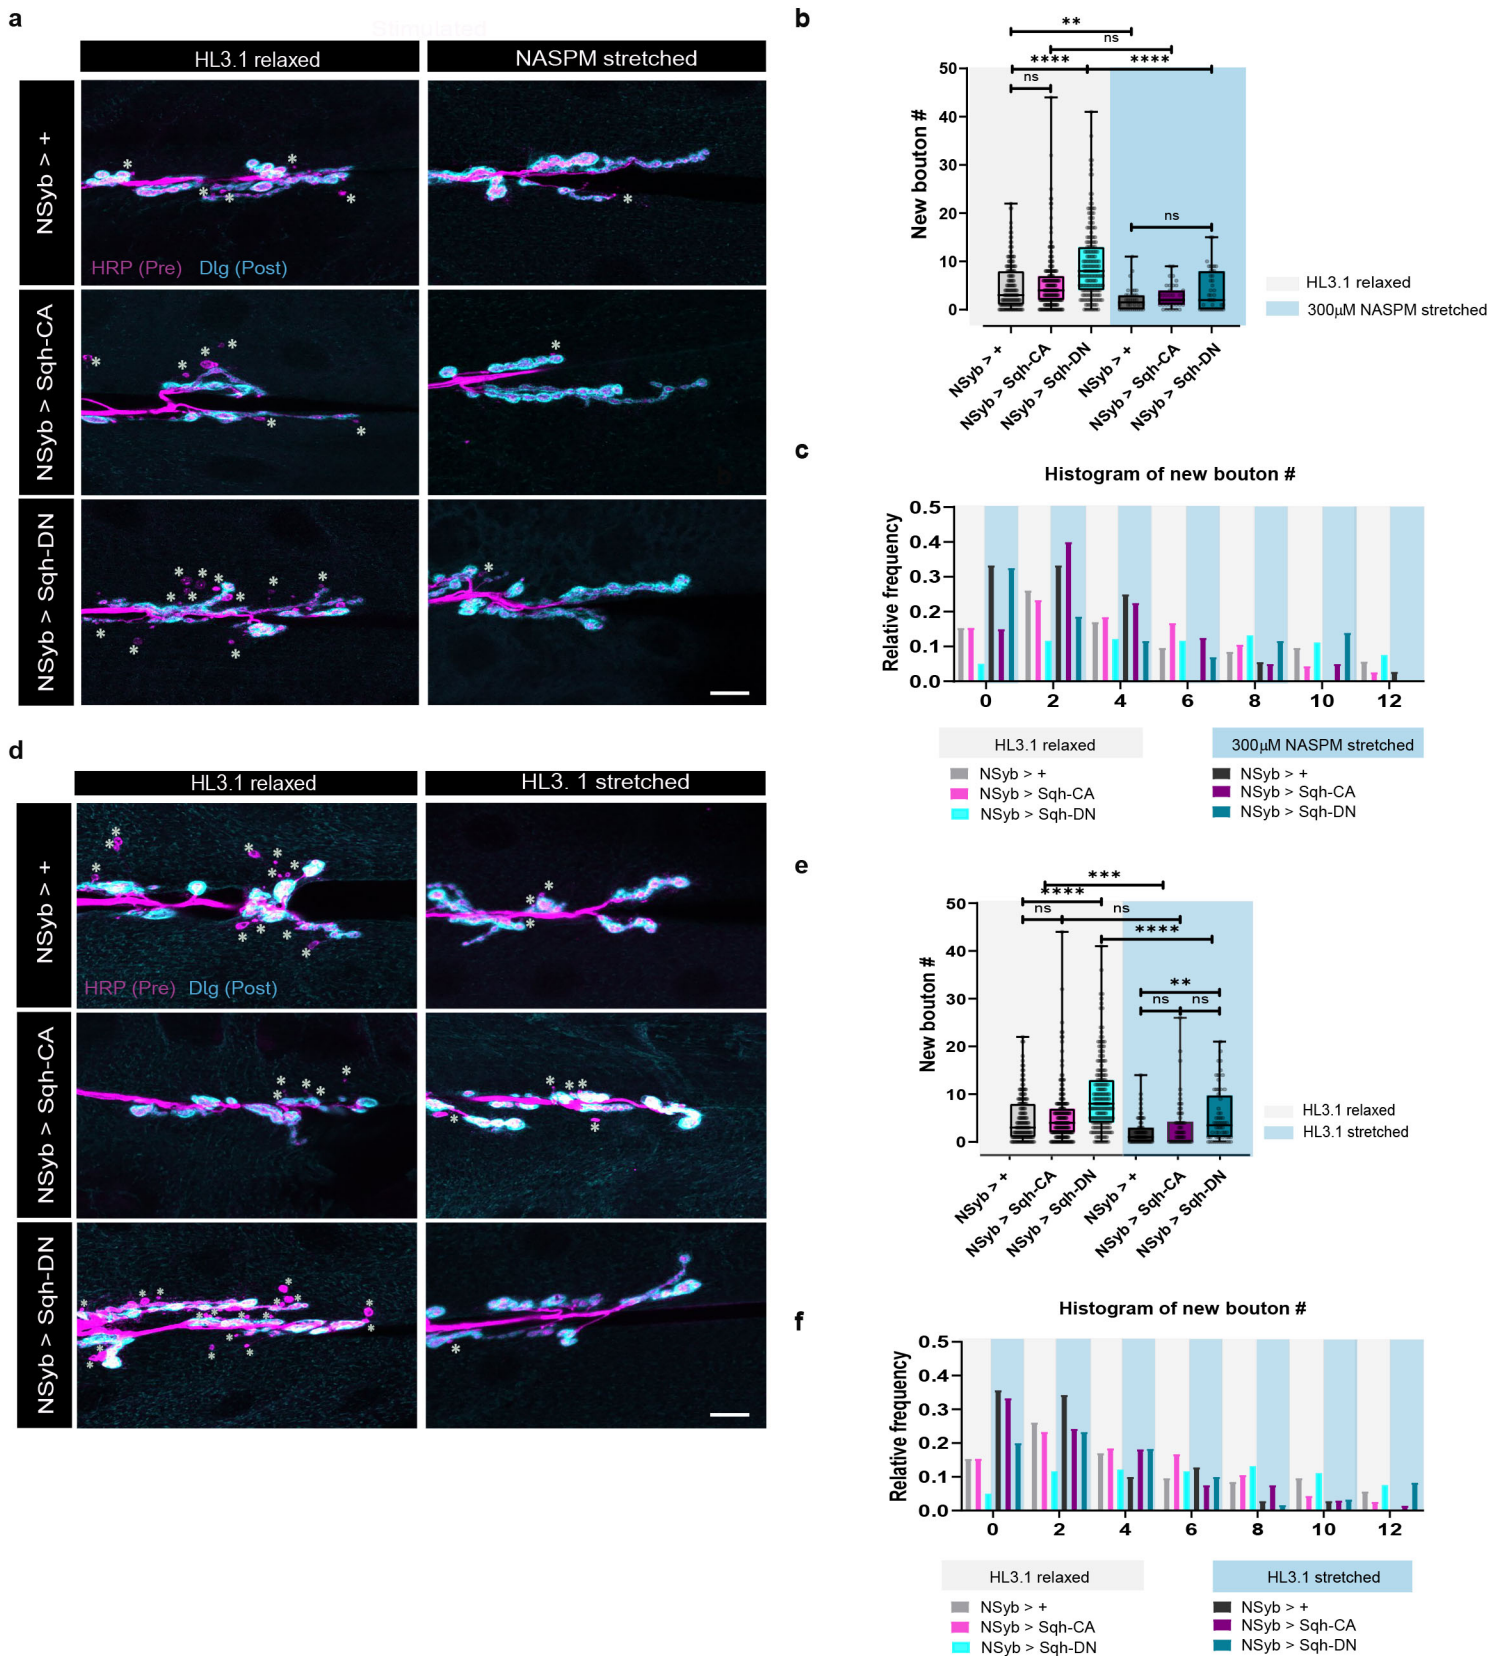 a
Stimulated
HL3.1 relaxed
NASPM stretched
NSyb > +
HRP (Pre) Dlg (Post)
NSyb > Sqh-CA
NSyb > Sqh-DN
b
**
ns
**** ****
ns
ns
New bouton #
50
40
30
20
10
0
NSyb > +
NSyb > Sqh-CA
NSyb > Sqh-DN
NSyb > +
NSyb > Sqh-CA
NSyb > Sqh-DN
HL3.1 relaxed
300μM NASPM stretched
c
Histogram of new bouton #
Relative frequency
0.5
0.4
0.3
0.2
0.1
0.0
0 2 4 6 8 10 12
HL3.1 relaxed
NSyb > +
NSyb > Sqh-CA
NSyb > Sqh-DN
300μM NASPM stretched
NSyb > +
NSyb > Sqh-CA
NSyb > Sqh-DN
d
HL3.1 relaxed
HL3. 1 stretched
NSyb > +
HRP (Pre) Dlg (Post)
NSyb > Sqh-CA
NSyb > Sqh-DN
e
***
****
ns ns
****
**
ns ns
New bouton #
50
40
30
20
10
0
NSyb > +
NSyb > Sqh-CA
NSyb > Sqh-DN
NSyb > +
NSyb > Sqh-CA
NSyb > Sqh-DN
HL3.1 relaxed
HL3.1 stretched
f
Histogram of new bouton #
Relative frequency
0.5
0.4
0.3
0.2
0.1
0.0
0 2 4 6 8 10 12
HL3.1 relaxed
NSyb > +
NSyb > Sqh-CA
NSyb > Sqh-DN
HL3.1 stretched
NSyb > +
NSyb > Sqh-CA
NSyb > Sqh-DN